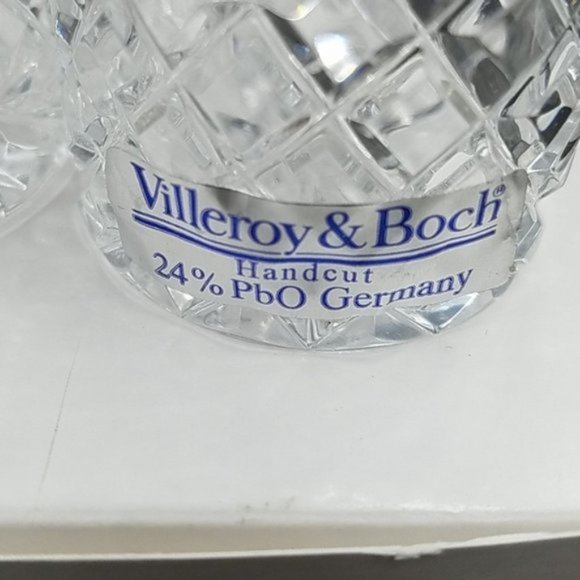 Villeroy & Boch®
Handcut
24% PbO Germany